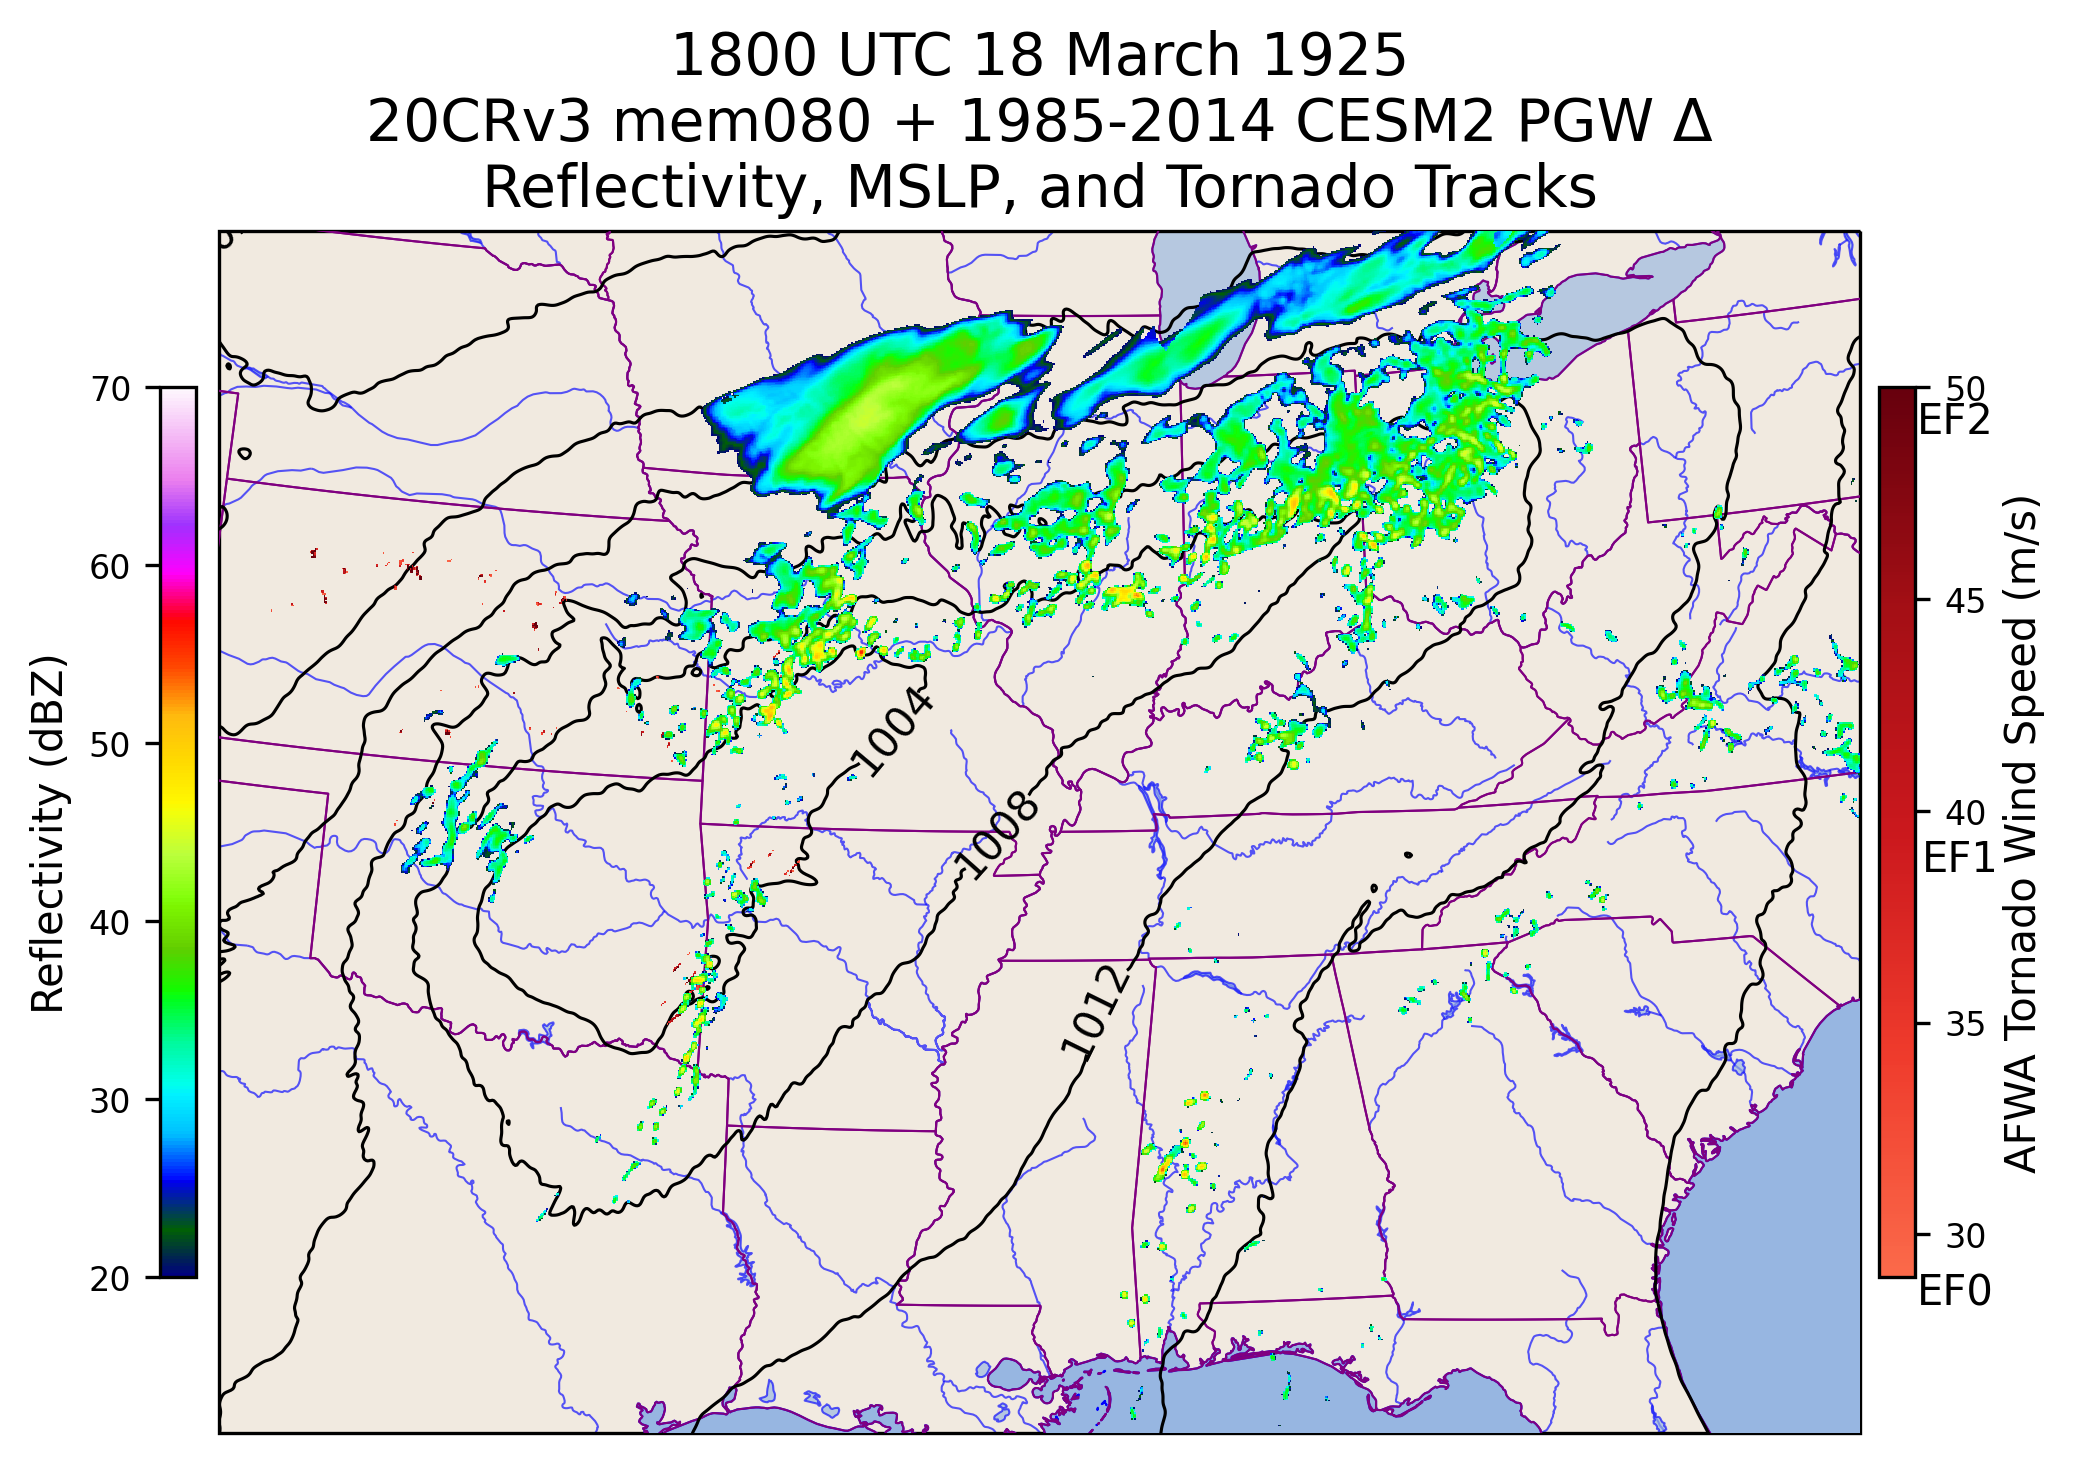 1800 UTC 18 March 1925
20CRv3 mem080 + 1985-2014 CESM2 PGW Δ
Reflectivity, MSLP, and Tornado Tracks
70
60
50
40
30
20
Reflectivity (dBZ)
1004
1008
1012
50
EF2
45
40
EF1
35
30
EF0
AFWA Tornado Wind Speed (m/s)